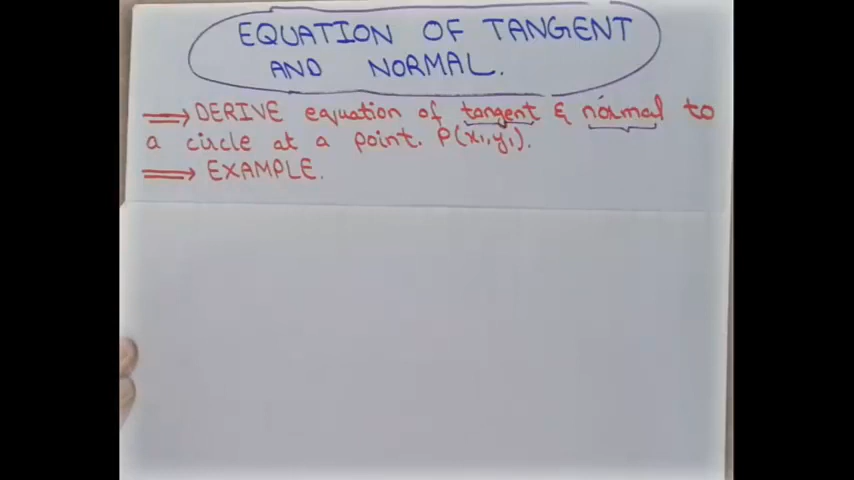 EQUATION OF TANGENT
AND NORMAL.
⟹ DERIVE equation of tangent & normal to
a circle at a point. P(x₁,y₁).
⟹ EXAMPLE.